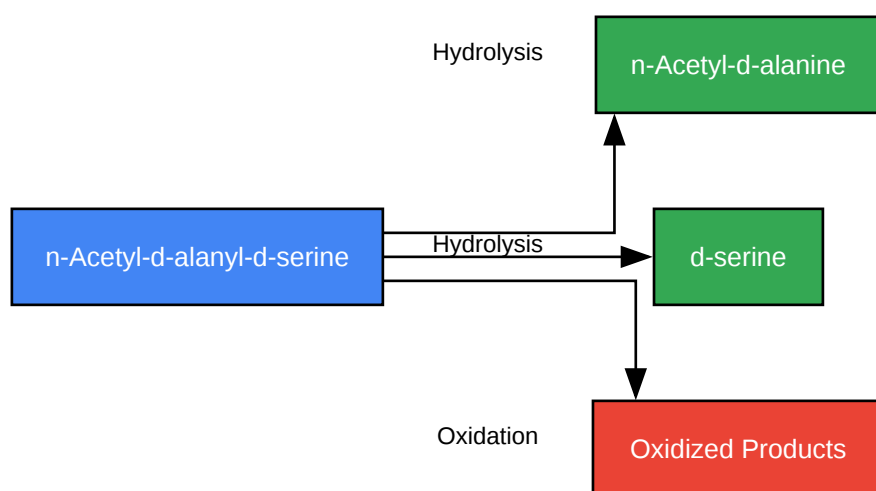 Hydrolysis
n-Acetyl-d-alanine
n-Acetyl-d-alanyl-d-serine
Hydrolysis
d-serine
Oxidation
Oxidized Products